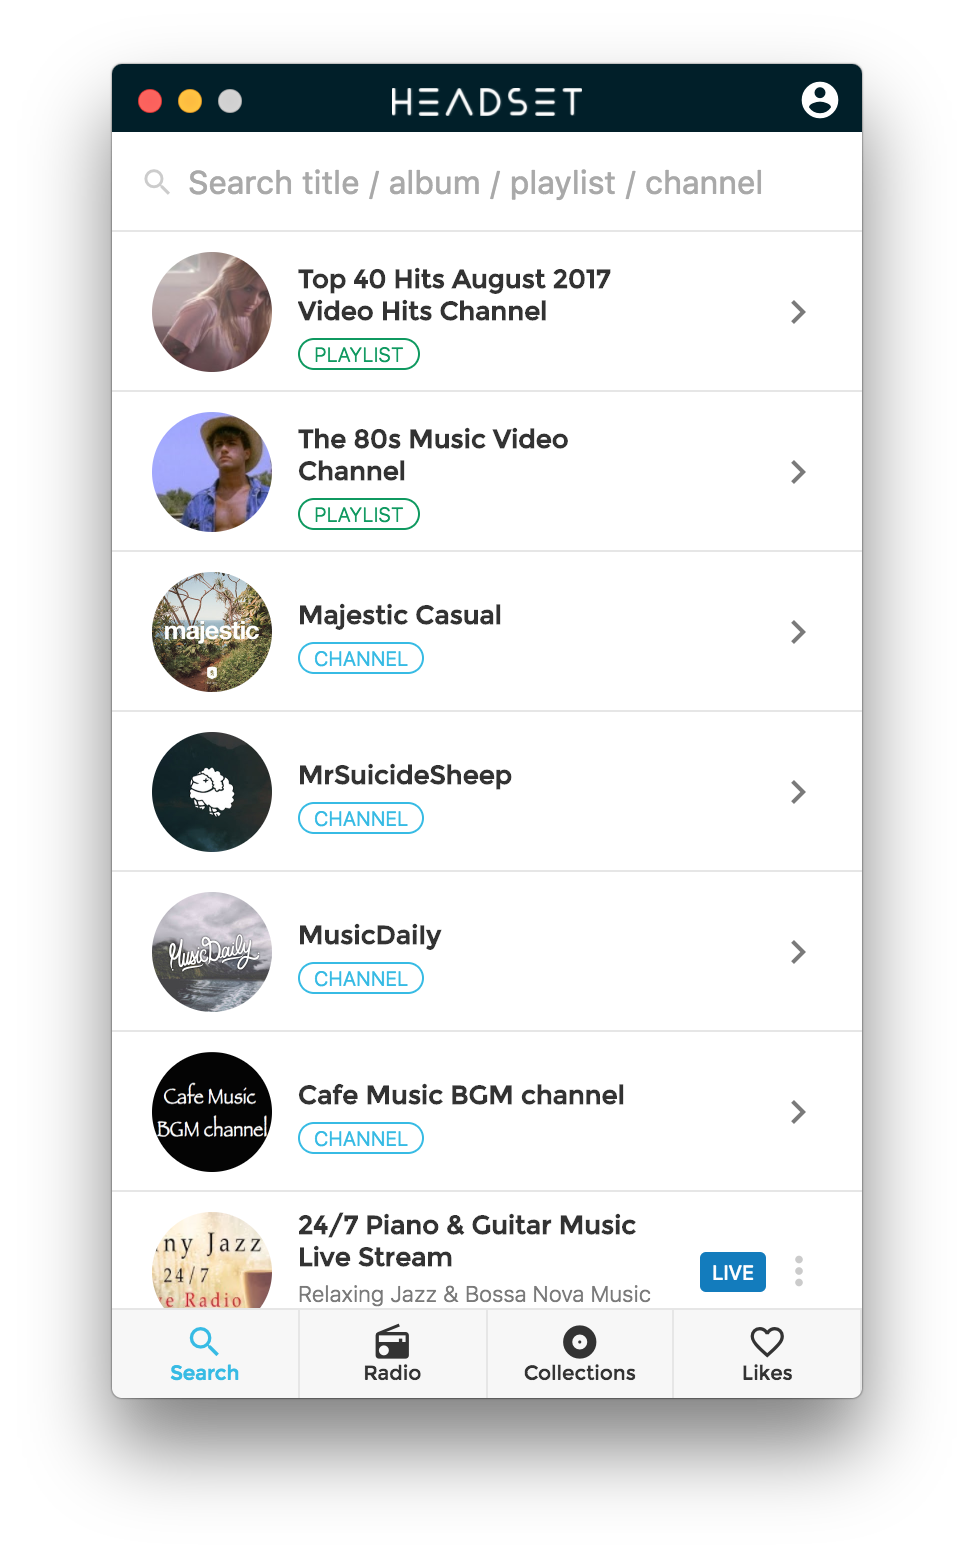 HEADSET
Search title / album / playlist / channel
Top 40 Hits August 2017
Video Hits Channel
PLAYLIST
The 80s Music Video
Channel
PLAYLIST
majestic
Majestic Casual
CHANNEL
MrSuicideSheep
CHANNEL
MusicDaily
MusicDaily
CHANNEL
Cafe Music
BGM channel
Cafe Music BGM channel
CHANNEL
ny Jazz
24/7
e Radio
24/7 Piano & Guitar Music
Live Stream
Relaxing Jazz & Bossa Nova Music
LIVE
Search
Radio
Collections
Likes